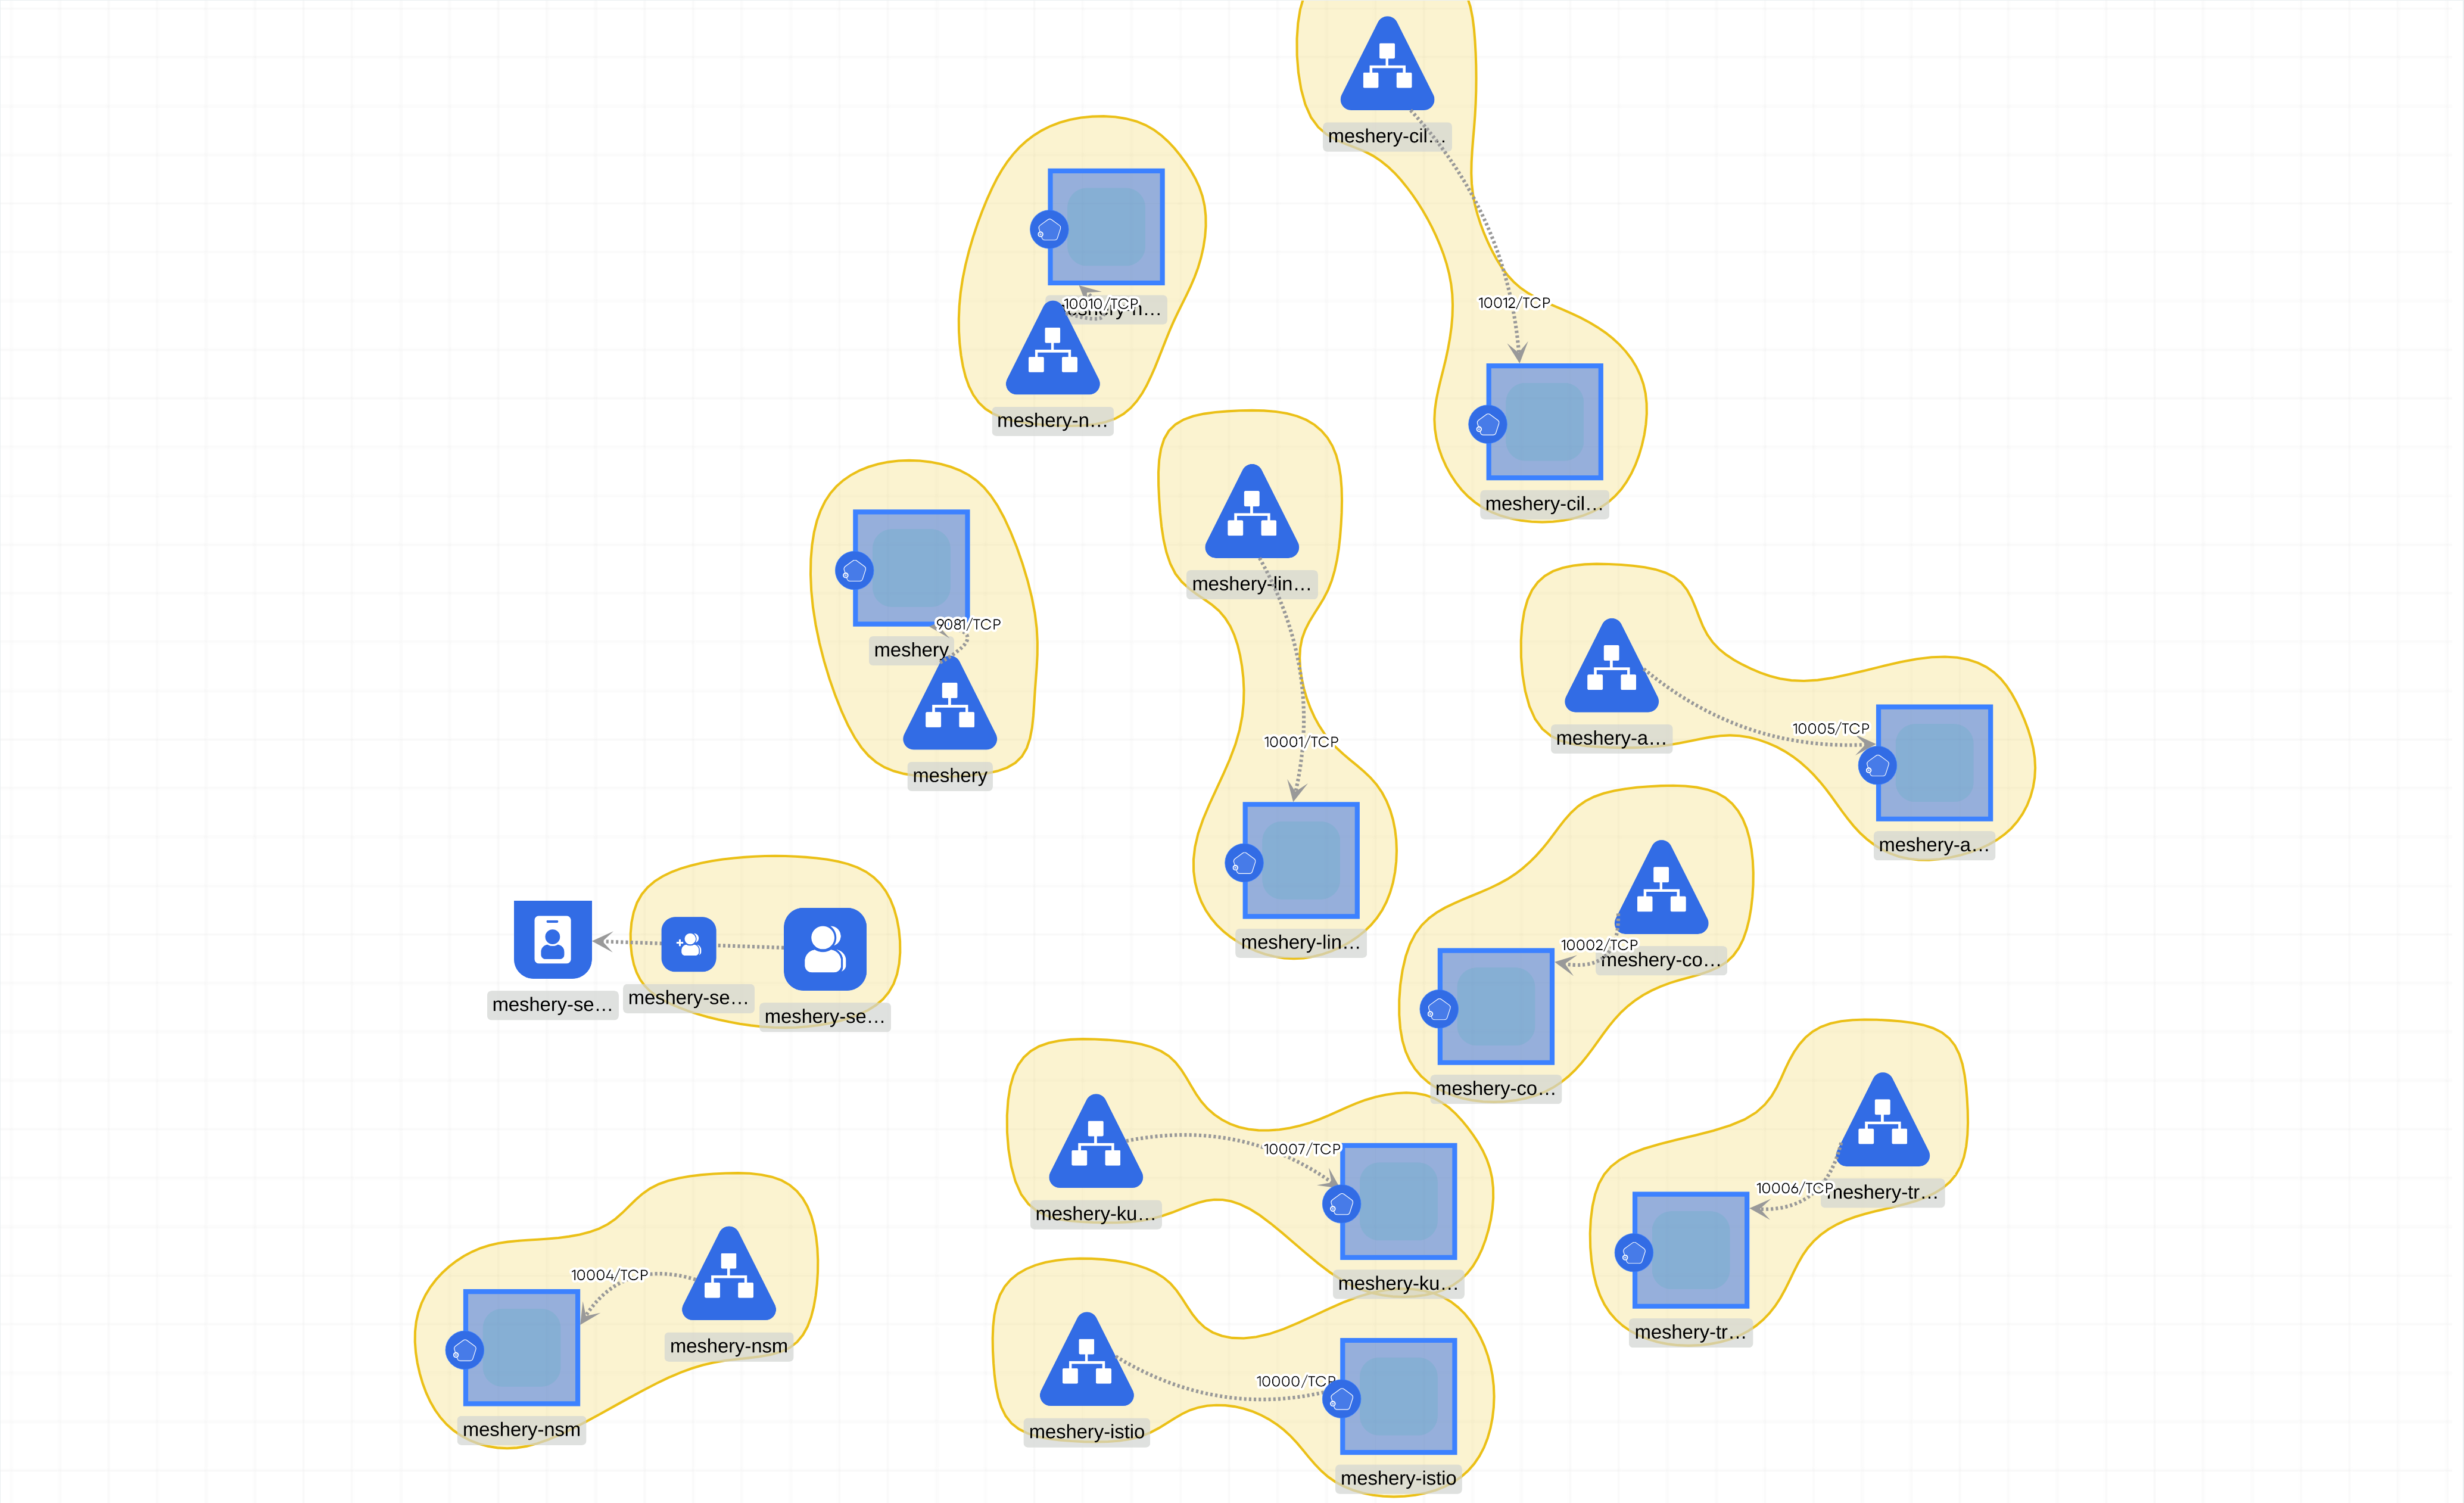 meshery-cil…
10012/TCP
meshery-cil…
10010/TCP
meshery-n…
meshery-lin…
10001/TCP
meshery-lin…
9081/TCP
meshery
meshery
meshery-a…
10005/TCP
meshery-a…
10002/TCP
meshery-co…
meshery-co…
meshery-se…
meshery-se…
meshery-se…
10007/TCP
meshery-ku…
meshery-ku…
10006/TCP
meshery-tr…
meshery-tr…
10004/TCP
meshery-nsm
meshery-nsm
10000/TCP
meshery-istio
meshery-istio